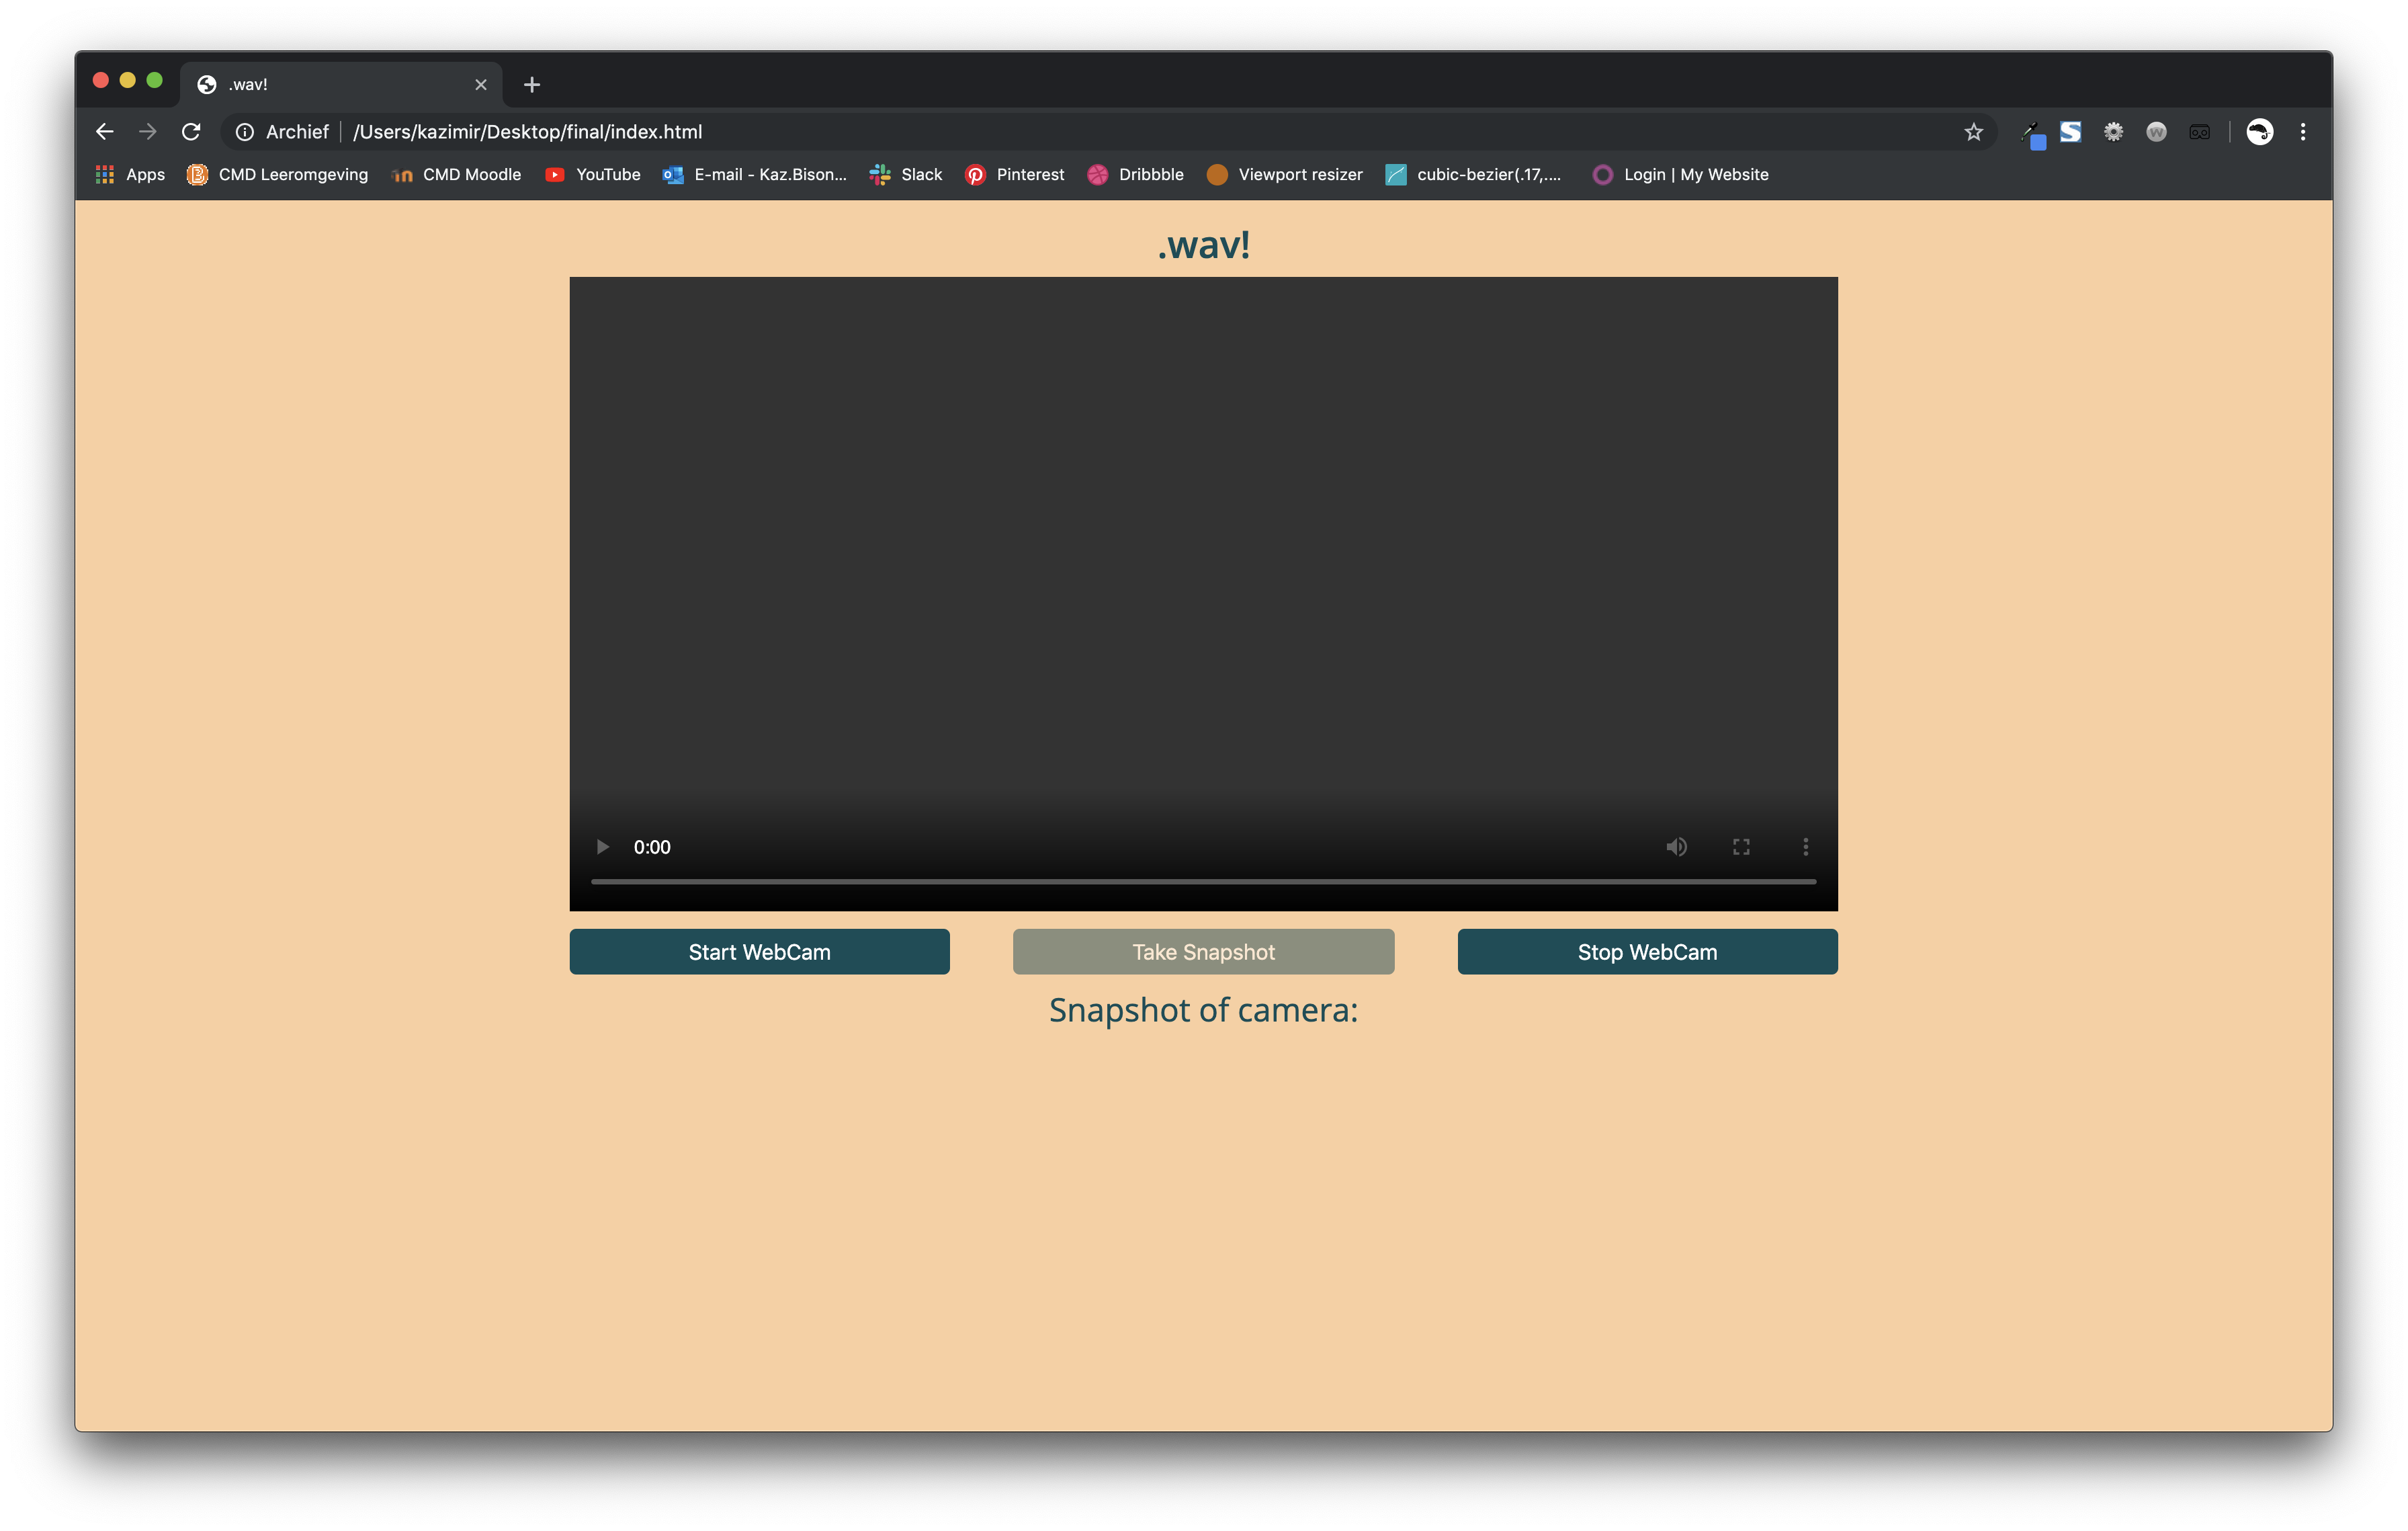 .wav!
Archief /Users/kazimir/Desktop/final/index.html
Apps CMD Leeromgeving CMD Moodle YouTube E-mail - Kaz.Bison... Slack Pinterest Dribbble Viewport resizer cubic-bezier(.17,.... Login | My Website
.wav!
0:00
Start WebCam Take Snapshot Stop WebCam
Snapshot of camera: